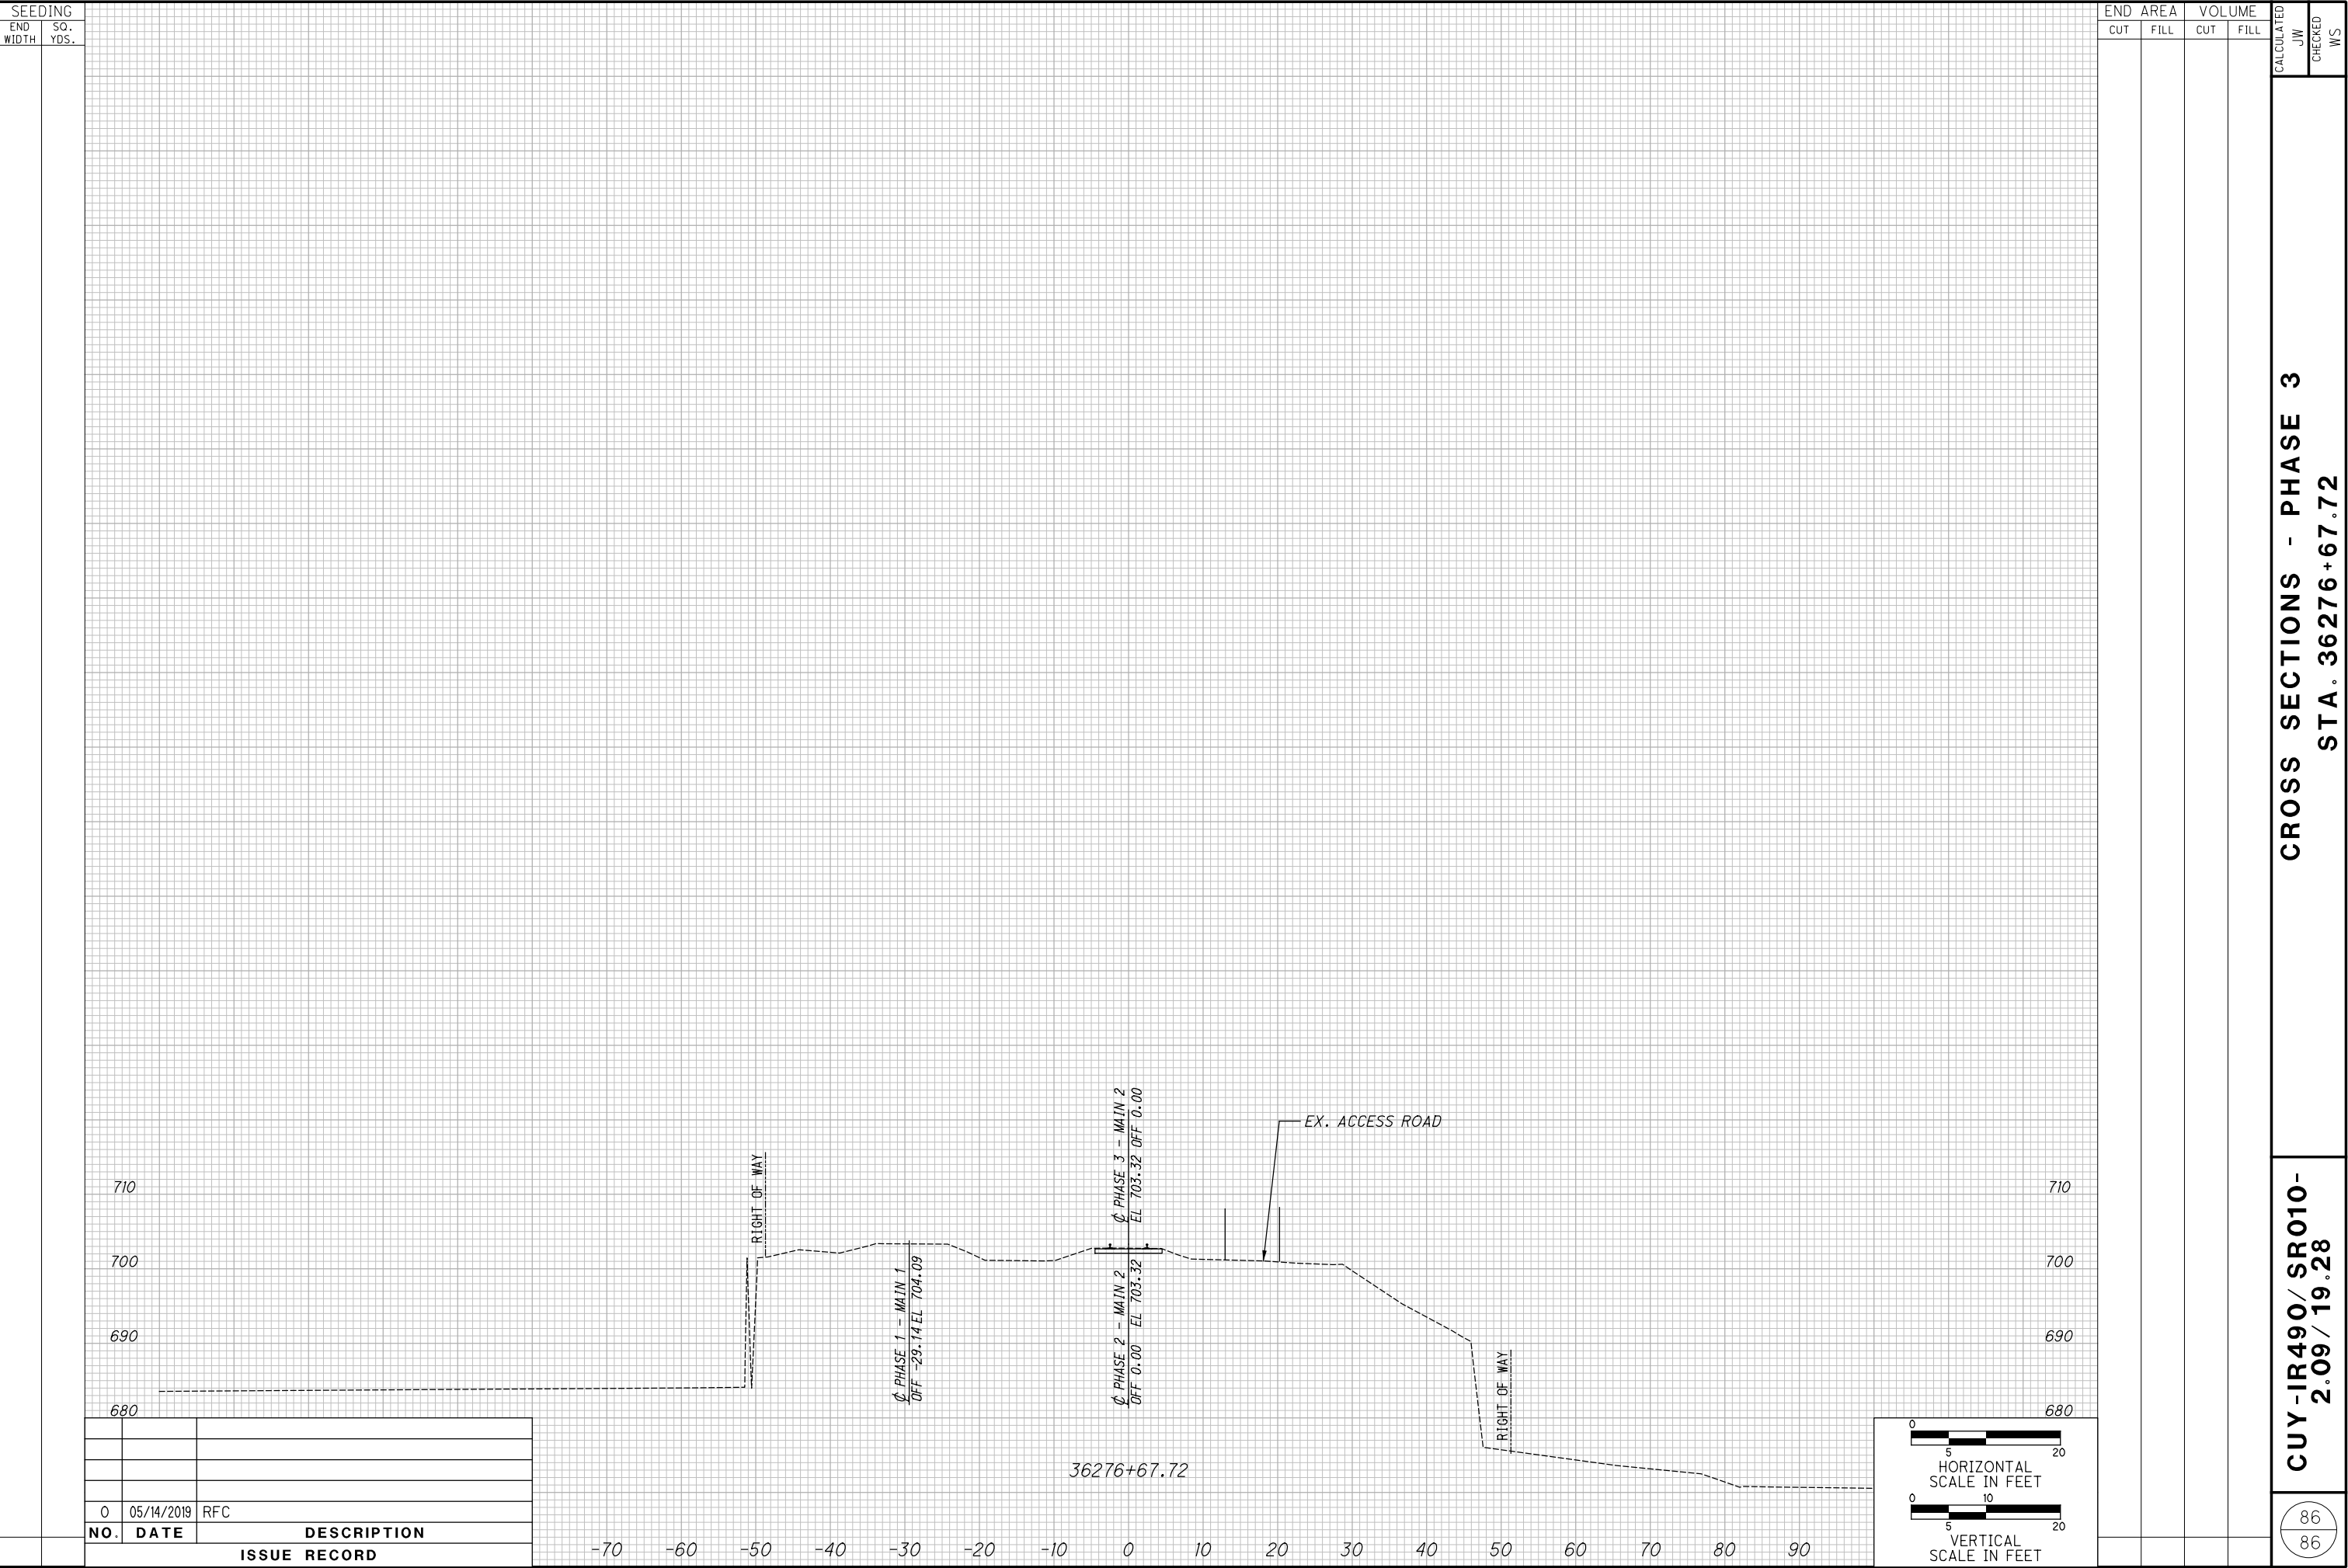 SEEDING
END WIDTH
SQ. YDS.
END AREA
VOLUME
CUT
FILL
CUT
FILL
CALCULATED
JW
CHECKED
WS
CROSS SECTIONS - PHASE 3
STA. 36276+67.72
℄ PHASE 3 - MAIN 2
EL 703.32 OFF 0.00
EX. ACCESS ROAD
RIGHT OF WAY
710
710
700
700
690
690
680
680
℄ PHASE 1 - MAIN 1
OFF -29.14 EL 704.09
℄ PHASE 2 - MAIN 2
OFF 0.00 EL 703.32
RIGHT OF WAY
36276+67.72
CUY-IR490/SR010-
2.09/19.28
0
5
20
HORIZONTAL
SCALE IN FEET
0
10
5
20
VERTICAL
SCALE IN FEET
0 05/14/2019 RFC
NO. DATE DESCRIPTION
ISSUE RECORD
-70 -60 -50 -40 -30 -20 -10 0 10 20 30 40 50 60 70 80 90
86
86